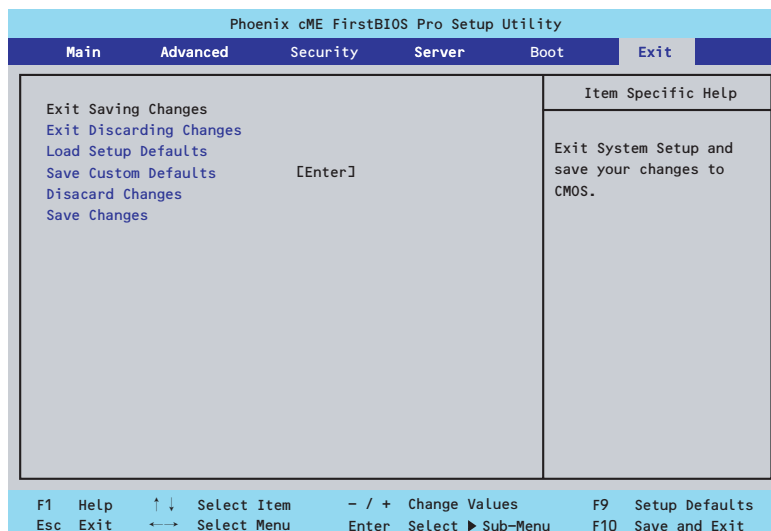 Phoenix cME FirstBIOS Pro Setup Utility
Main Advanced Security Server Boot Exit
Exit Saving Changes
Exit Discarding Changes
Load Setup Defaults
Save Custom Defaults [Enter]
Disacard Changes
Save Changes
Item Specific Help
Exit System Setup and
save your changes to
CMOS.
F1 Help ↑↓ Select Item - / + Change Values F9 Setup Defaults
Esc Exit ←→ Select Menu Enter Select ▶ Sub-Menu F10 Save and Exit